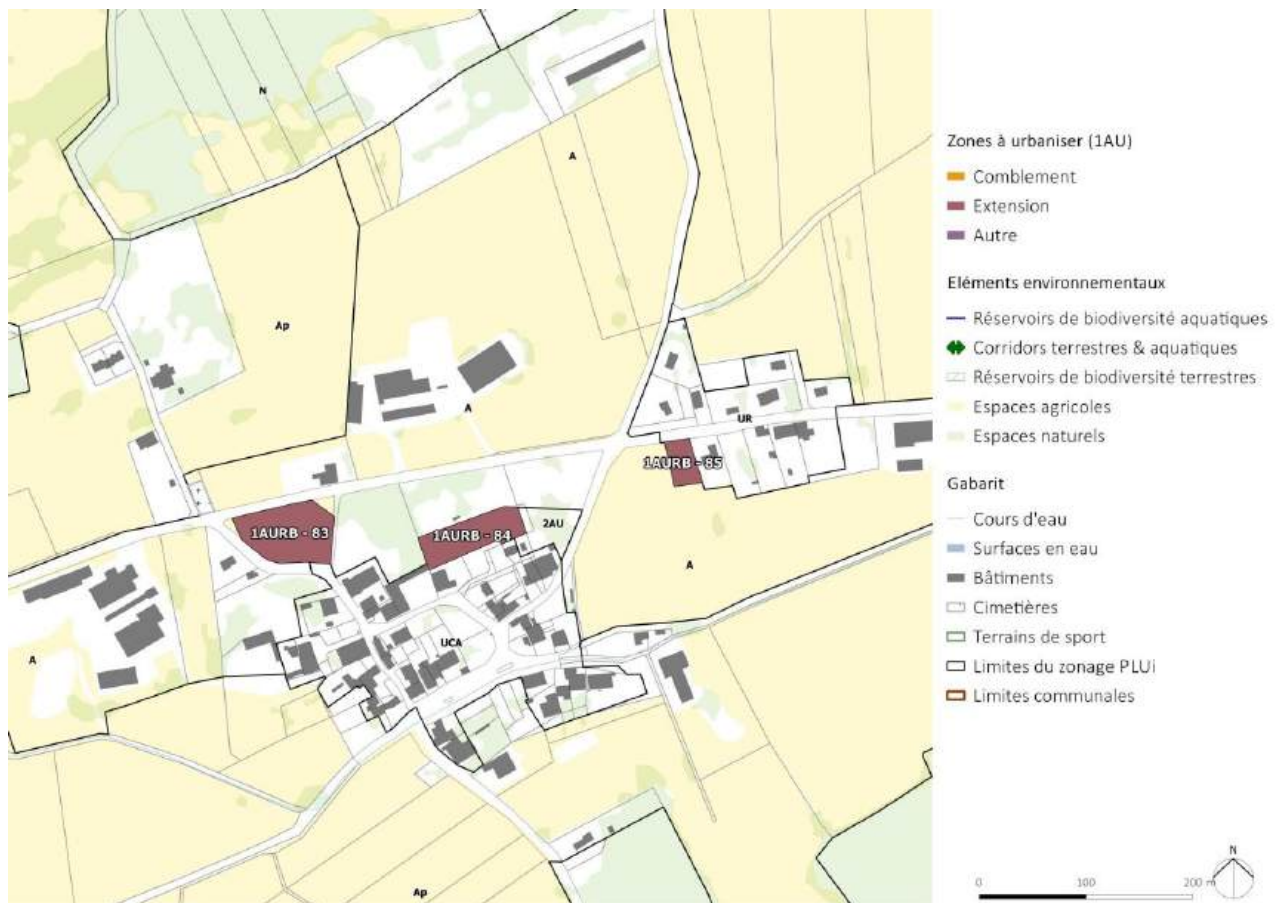 N
A
Ap
A
UR
1AURB - 85
1AURB - 83
1AURB - 84
2AU
A
UCA
A
Ap
Zones à urbaniser (1AU)
Comblement
Extension
Autre
Eléments environnementaux
Réservoirs de biodiversité aquatiques
Corridors terrestres & aquatiques
Réservoirs de biodiversité terrestres
Espaces agricoles
Espaces naturels
Gabarit
Cours d'eau
Surfaces en eau
Bâtiments
Cimetières
Terrains de sport
Limites du zonage PLUi
Limites communales
N
0 100 200 m